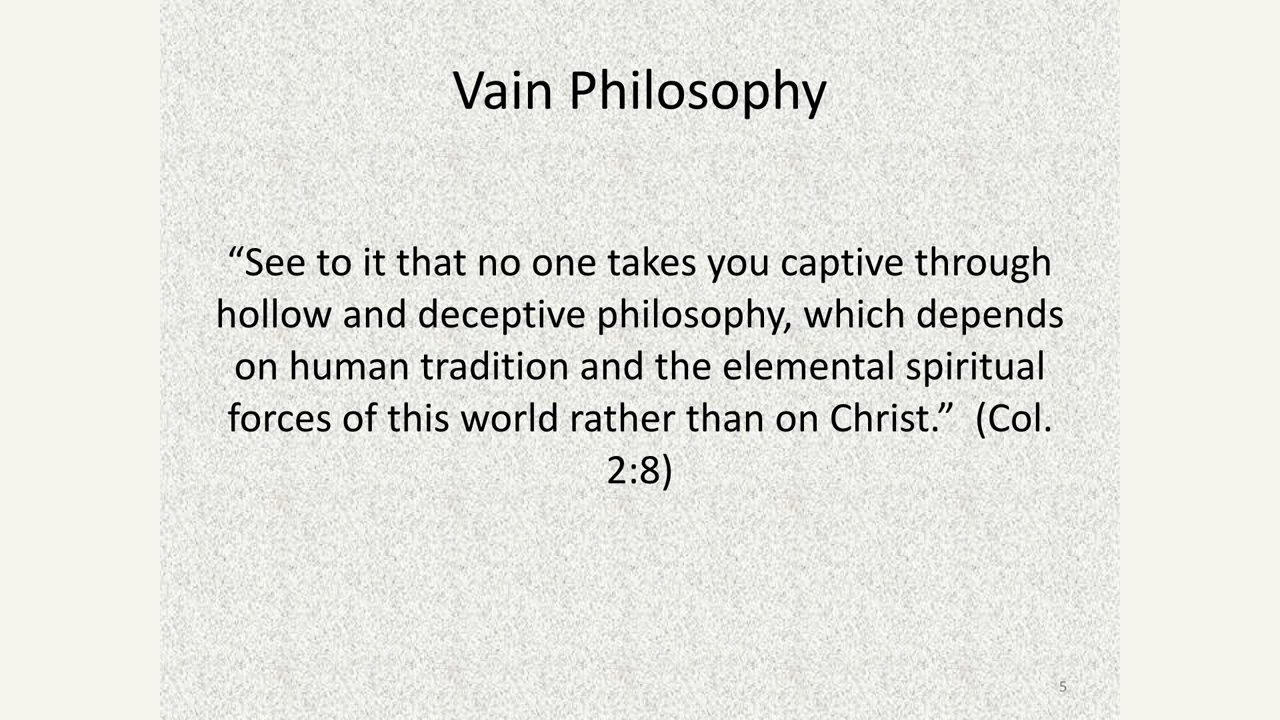 Vain Philosophy
“See to it that no one takes you captive through
hollow and deceptive philosophy, which depends
on human tradition and the elemental spiritual
forces of this world rather than on Christ.”  (Col.
2:8)
5